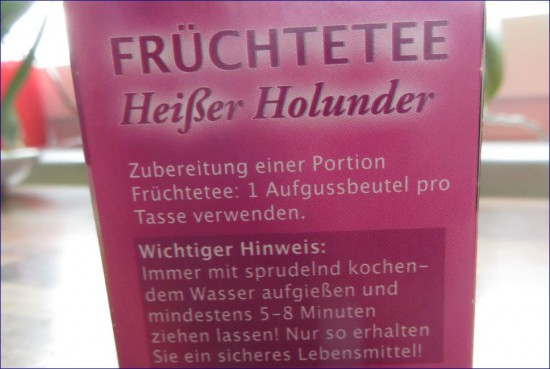 FRÜCHTETEE
Heißer Holunder
Zubereitung einer Portion
Früchtetee: 1 Aufgussbeutel pro
Tasse verwenden.
Wichtiger Hinweis:
Immer mit sprudelnd kochen-
dem Wasser aufgießen und
mindestens 5–8 Minuten
ziehen lassen! Nur so erhalten
Sie ein sicheres Lebensmittel!